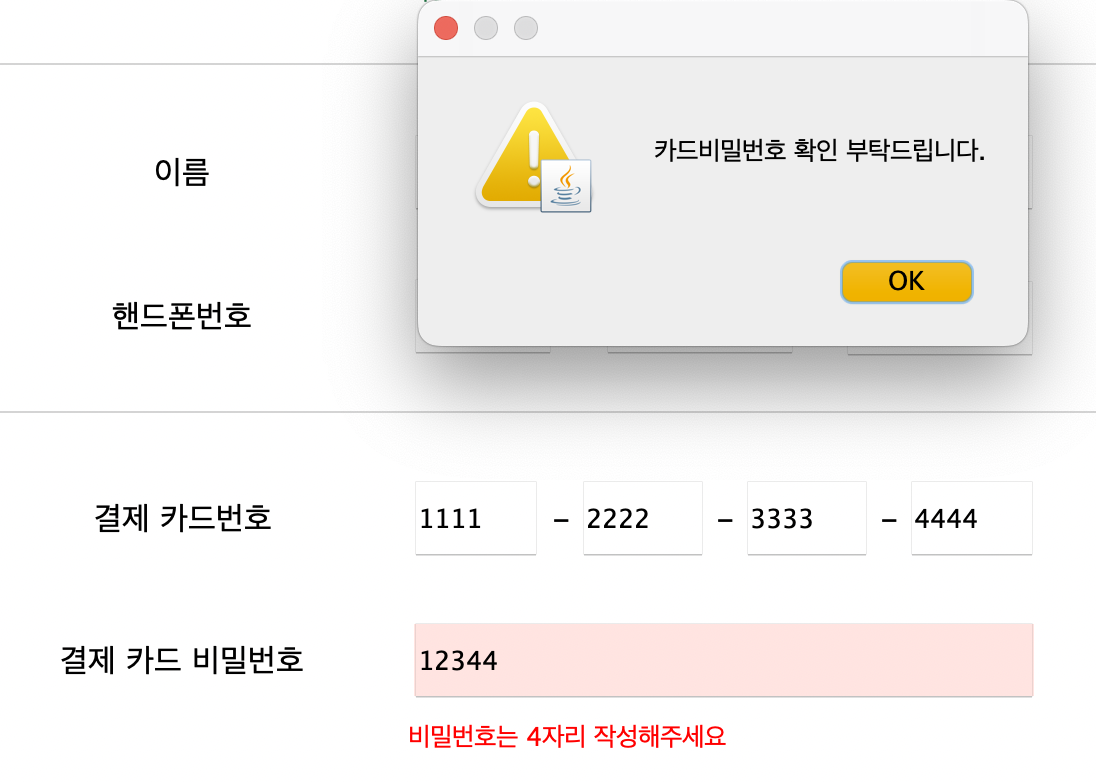 카드비밀번호 확인 부탁드립니다.
OK
이름
핸드폰번호
결제 카드번호 1111 - 2222 - 3333 - 4444
결제 카드 비밀번호 12344
비밀번호는 4자리 작성해주세요